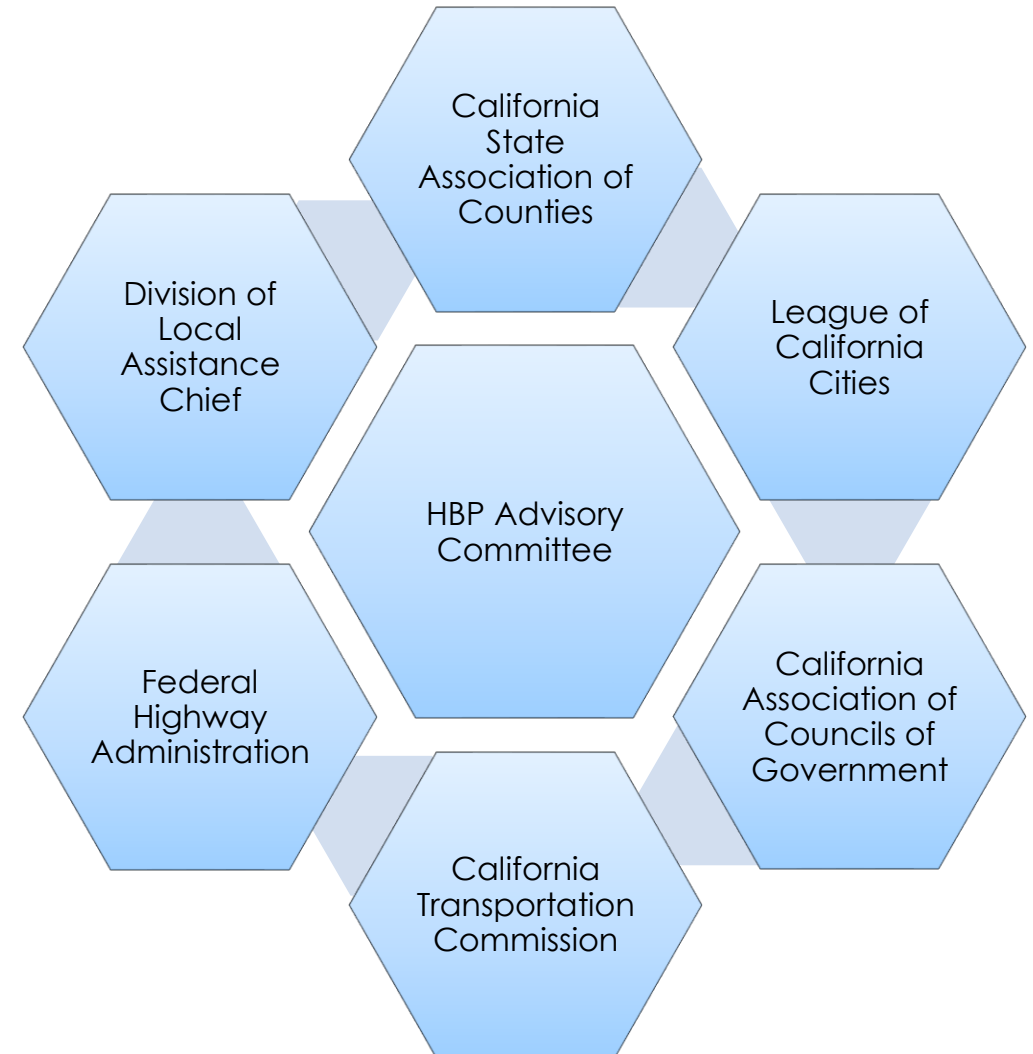 California
State
Association of
Counties
Division of
Local
Assistance
Chief
League of
California
Cities
HBP Advisory
Committee
Federal
Highway
Administration
California
Association of
Councils of
Government
California
Transportation
Commission